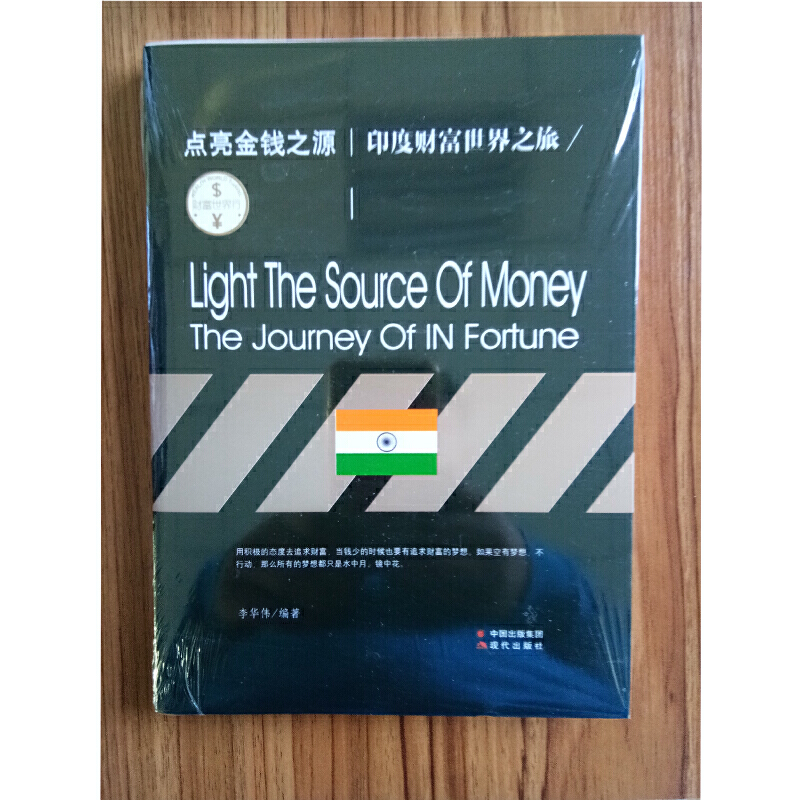 点亮金钱之源 | 印度财富世界之旅 /
$
财富世界行
¥
Light The Source Of Money
The Journey Of IN Fortune
用积极的态度去追求财富，当钱少的时候也要有追求财富的梦想。如果空有梦想，不
行动，那么所有的梦想都只是水中月，镜中花。
李华伟/编著
中国出版集团
现代出版社